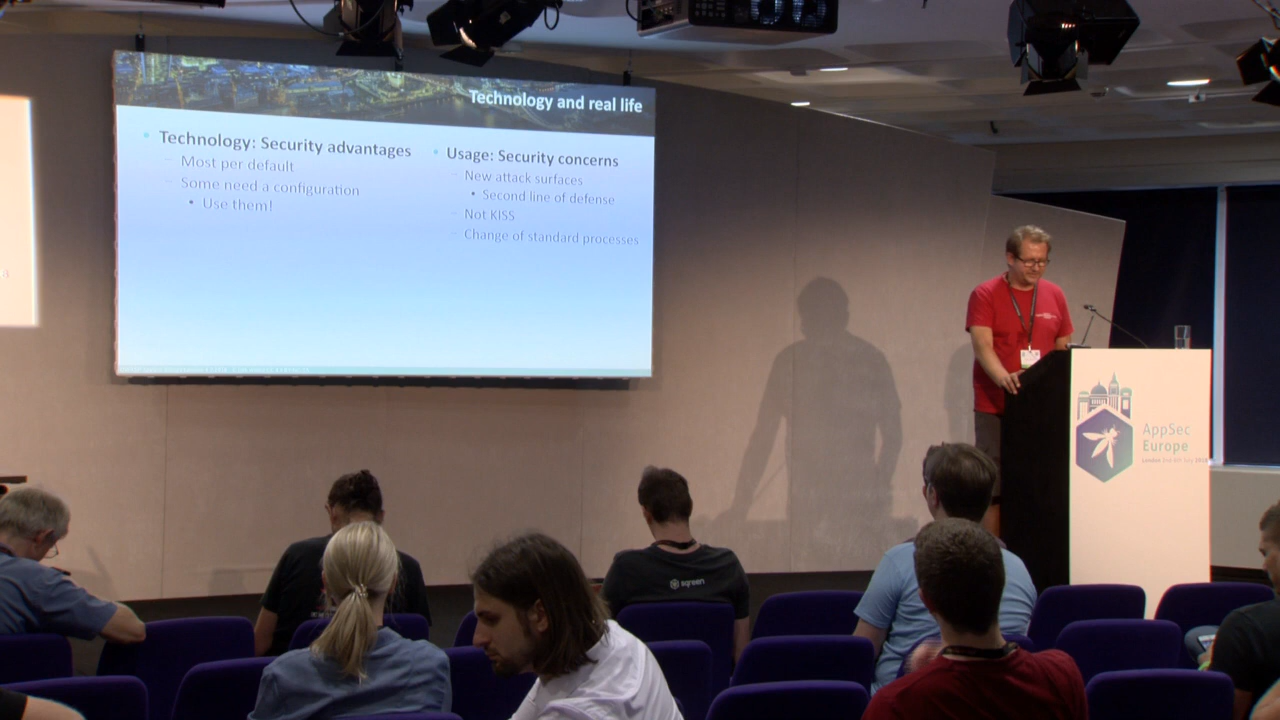 Technology and real life
• Technology: Security advantages
– Most per default
– Some need a configuration
• Use them!
• Usage: Security concerns
– New attack surfaces
• Second line of defense
– Not KISS
– Change of standard processes
AppSec
Europe
sqreen